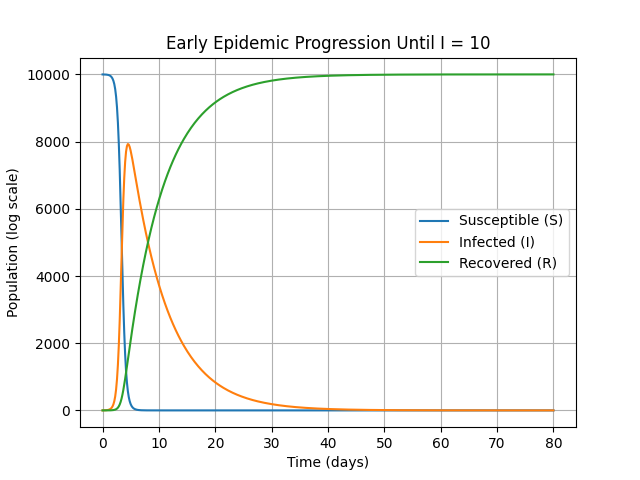 Early Epidemic Progression Until I = 10
Population (log scale)
10000
8000
6000
4000
2000
0
Susceptible (S)
Infected (I)
Recovered (R)
0 10 20 30 40 50 60 70 80
Time (days)